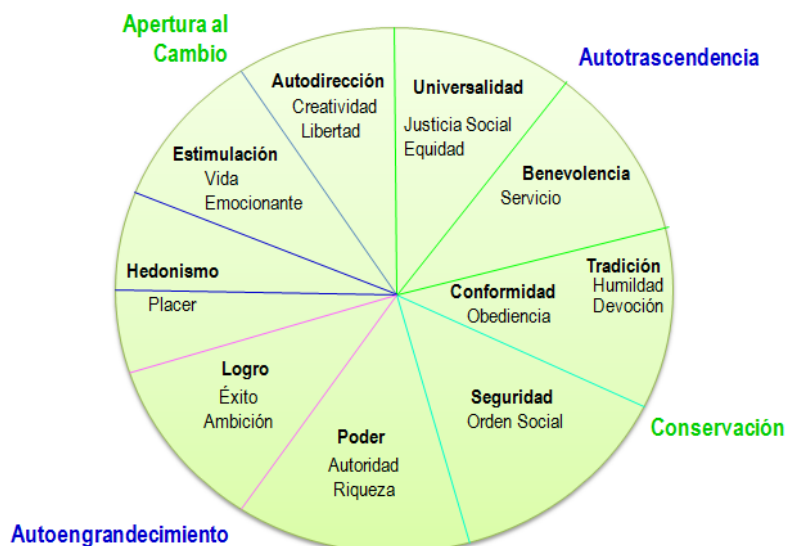 Apertura al
Cambio
Autotrascendencia
Autodirección
Creatividad
Libertad
Universalidad
Justicia Social
Equidad
Estimulación
Vida
Emocionante
Benevolencia
Servicio
Hedonismo
Placer
Conformidad
Obediencia
Tradición
Humildad
Devoción
Logro
Éxito
Ambición
Poder
Autoridad
Riqueza
Seguridad
Orden Social
Conservación
Autoengrandecimiento